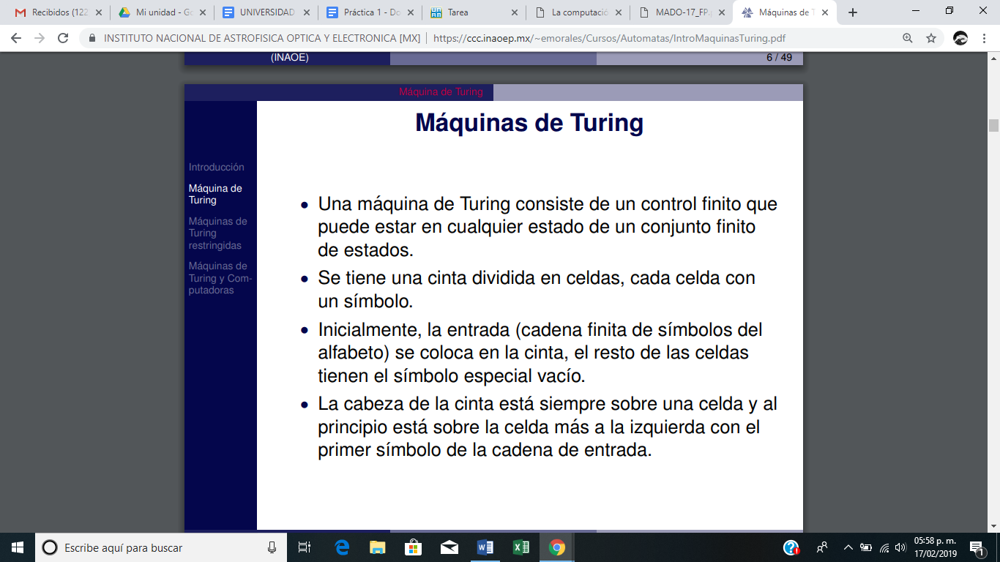 Recibidos (122
Mi unidad - Go
UNIVERSIDAD
Práctica 1 - Do
Tarea
La computació
MADO-17_FP.p
Máquinas de T
INSTITUTO NACIONAL DE ASTROFISICA OPTICA Y ELECTRONICA [MX] | https://ccc.inaoep.mx/~emorales/Cursos/Automatas/IntroMaquinasTuring.pdf
(INAOE)
6 / 49
Máquina de Turing
Máquinas de Turing
Introducción
Máquina de
Turing
Máquinas de
Turing
restringidas
Máquinas de
Turing y Com-
putadoras
• Una máquina de Turing consiste de un control finito que
puede estar en cualquier estado de un conjunto finito
de estados.
• Se tiene una cinta dividida en celdas, cada celda con
un símbolo.
• Inicialmente, la entrada (cadena finita de símbolos del
alfabeto) se coloca en la cinta, el resto de las celdas
tienen el símbolo especial vacío.
• La cabeza de la cinta está siempre sobre una celda y al
principio está sobre la celda más a la izquierda con el
primer símbolo de la cadena de entrada.
Escribe aquí para buscar
05:58 p. m.
17/02/2019
1